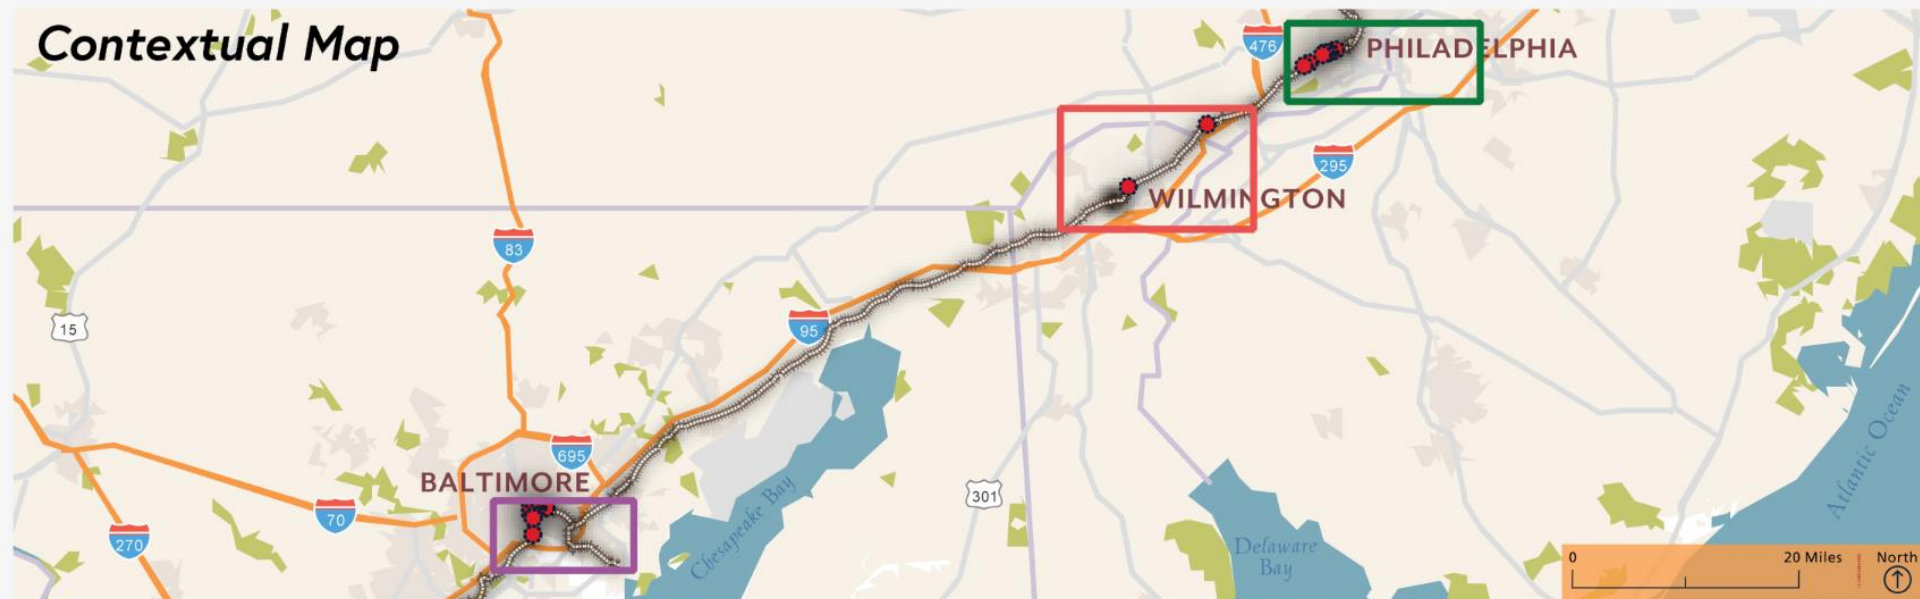 Contextual Map
476
PHILADELPHIA
295
WILMINGTON
83
15
95
695
BALTIMORE
301
70
270
Chesapeake Bay
Delaware
Bay
Atlantic Ocean
0
20 Miles
North